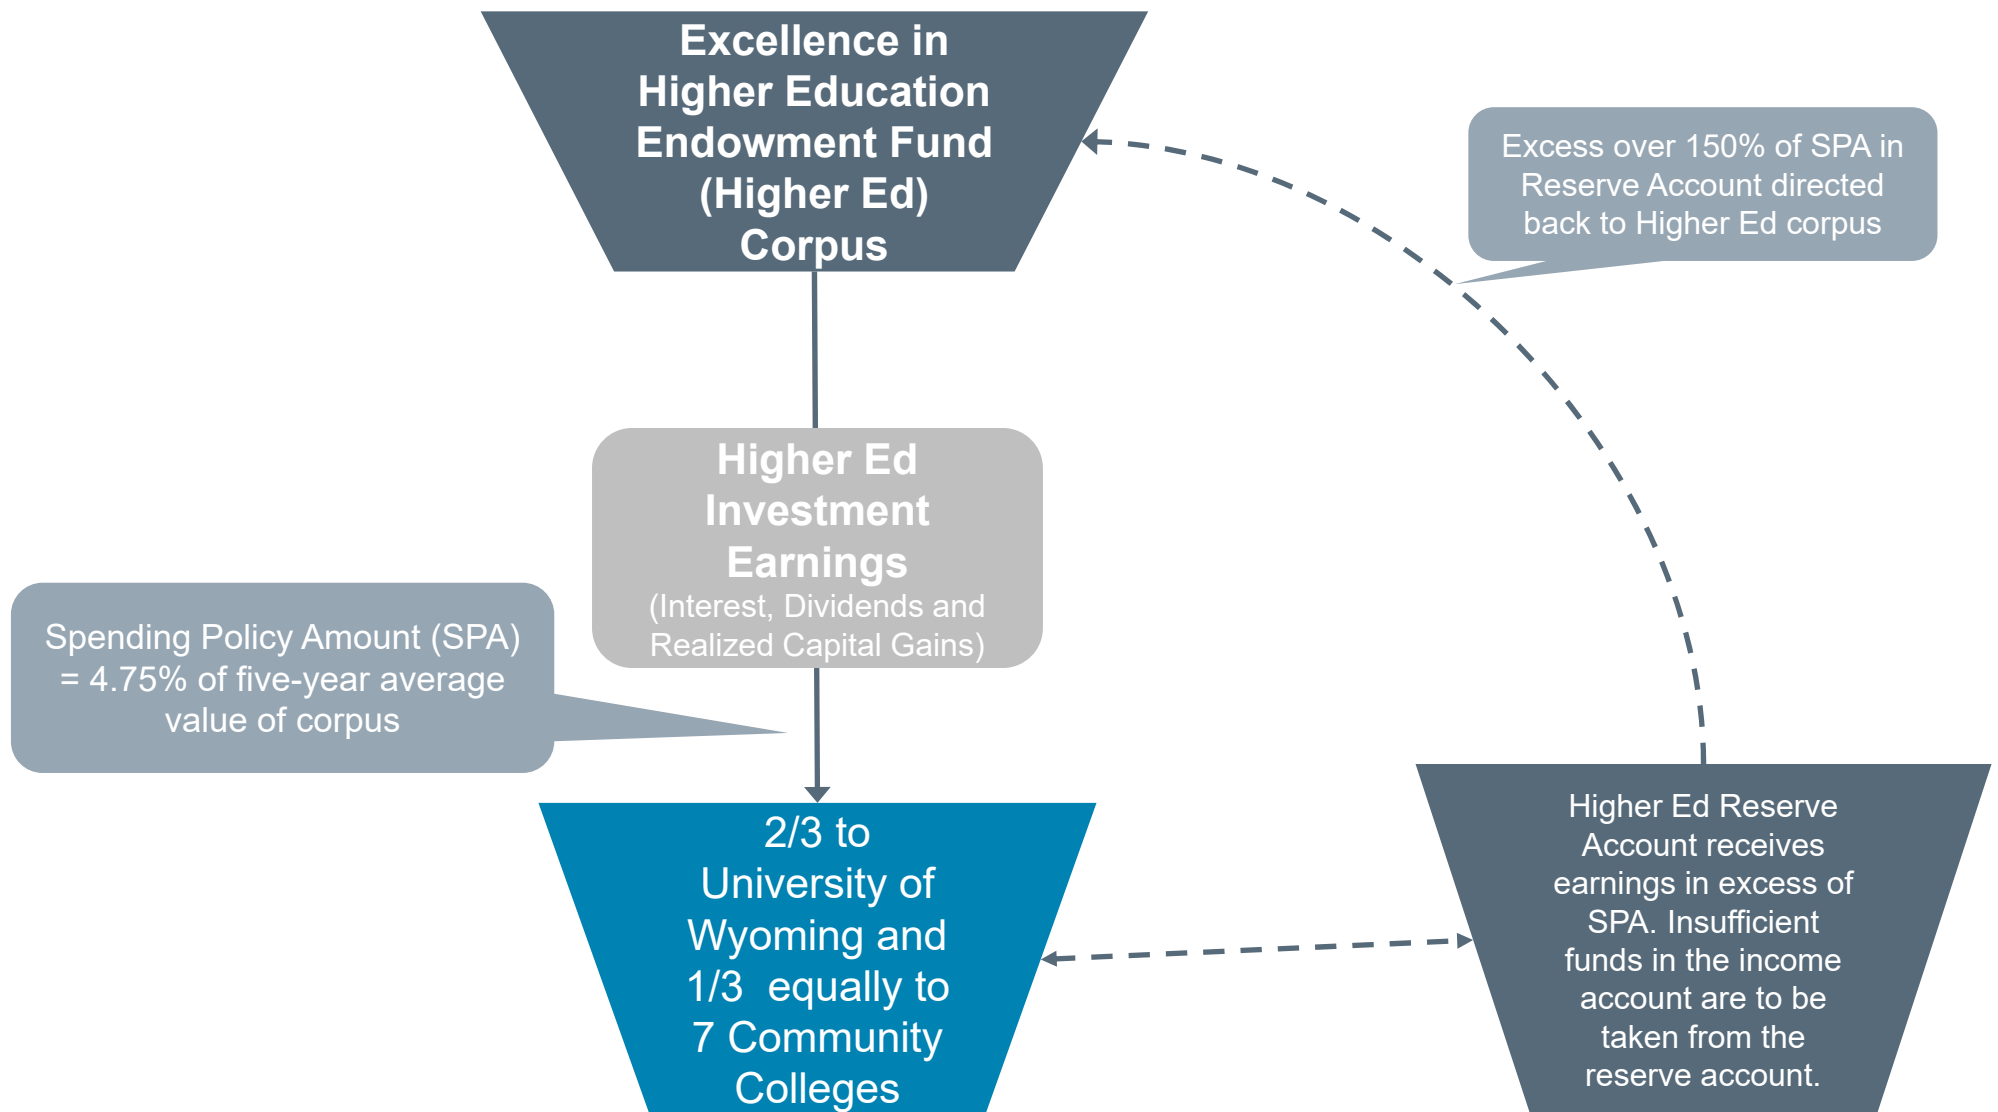 Excellence in
Higher Education
Endowment Fund
(Higher Ed)
Corpus
Excess over 150% of SPA in
Reserve Account directed
back to Higher Ed corpus
Higher Ed
Investment
Earnings
(Interest, Dividends and
Realized Capital Gains)
Spending Policy Amount (SPA)
= 4.75% of five-year average
value of corpus
2/3 to
University of
Wyoming and
1/3  equally to
7 Community
Colleges
Higher Ed Reserve
Account receives
earnings in excess of
SPA. Insufficient
funds in the income
account are to be
taken from the
reserve account.